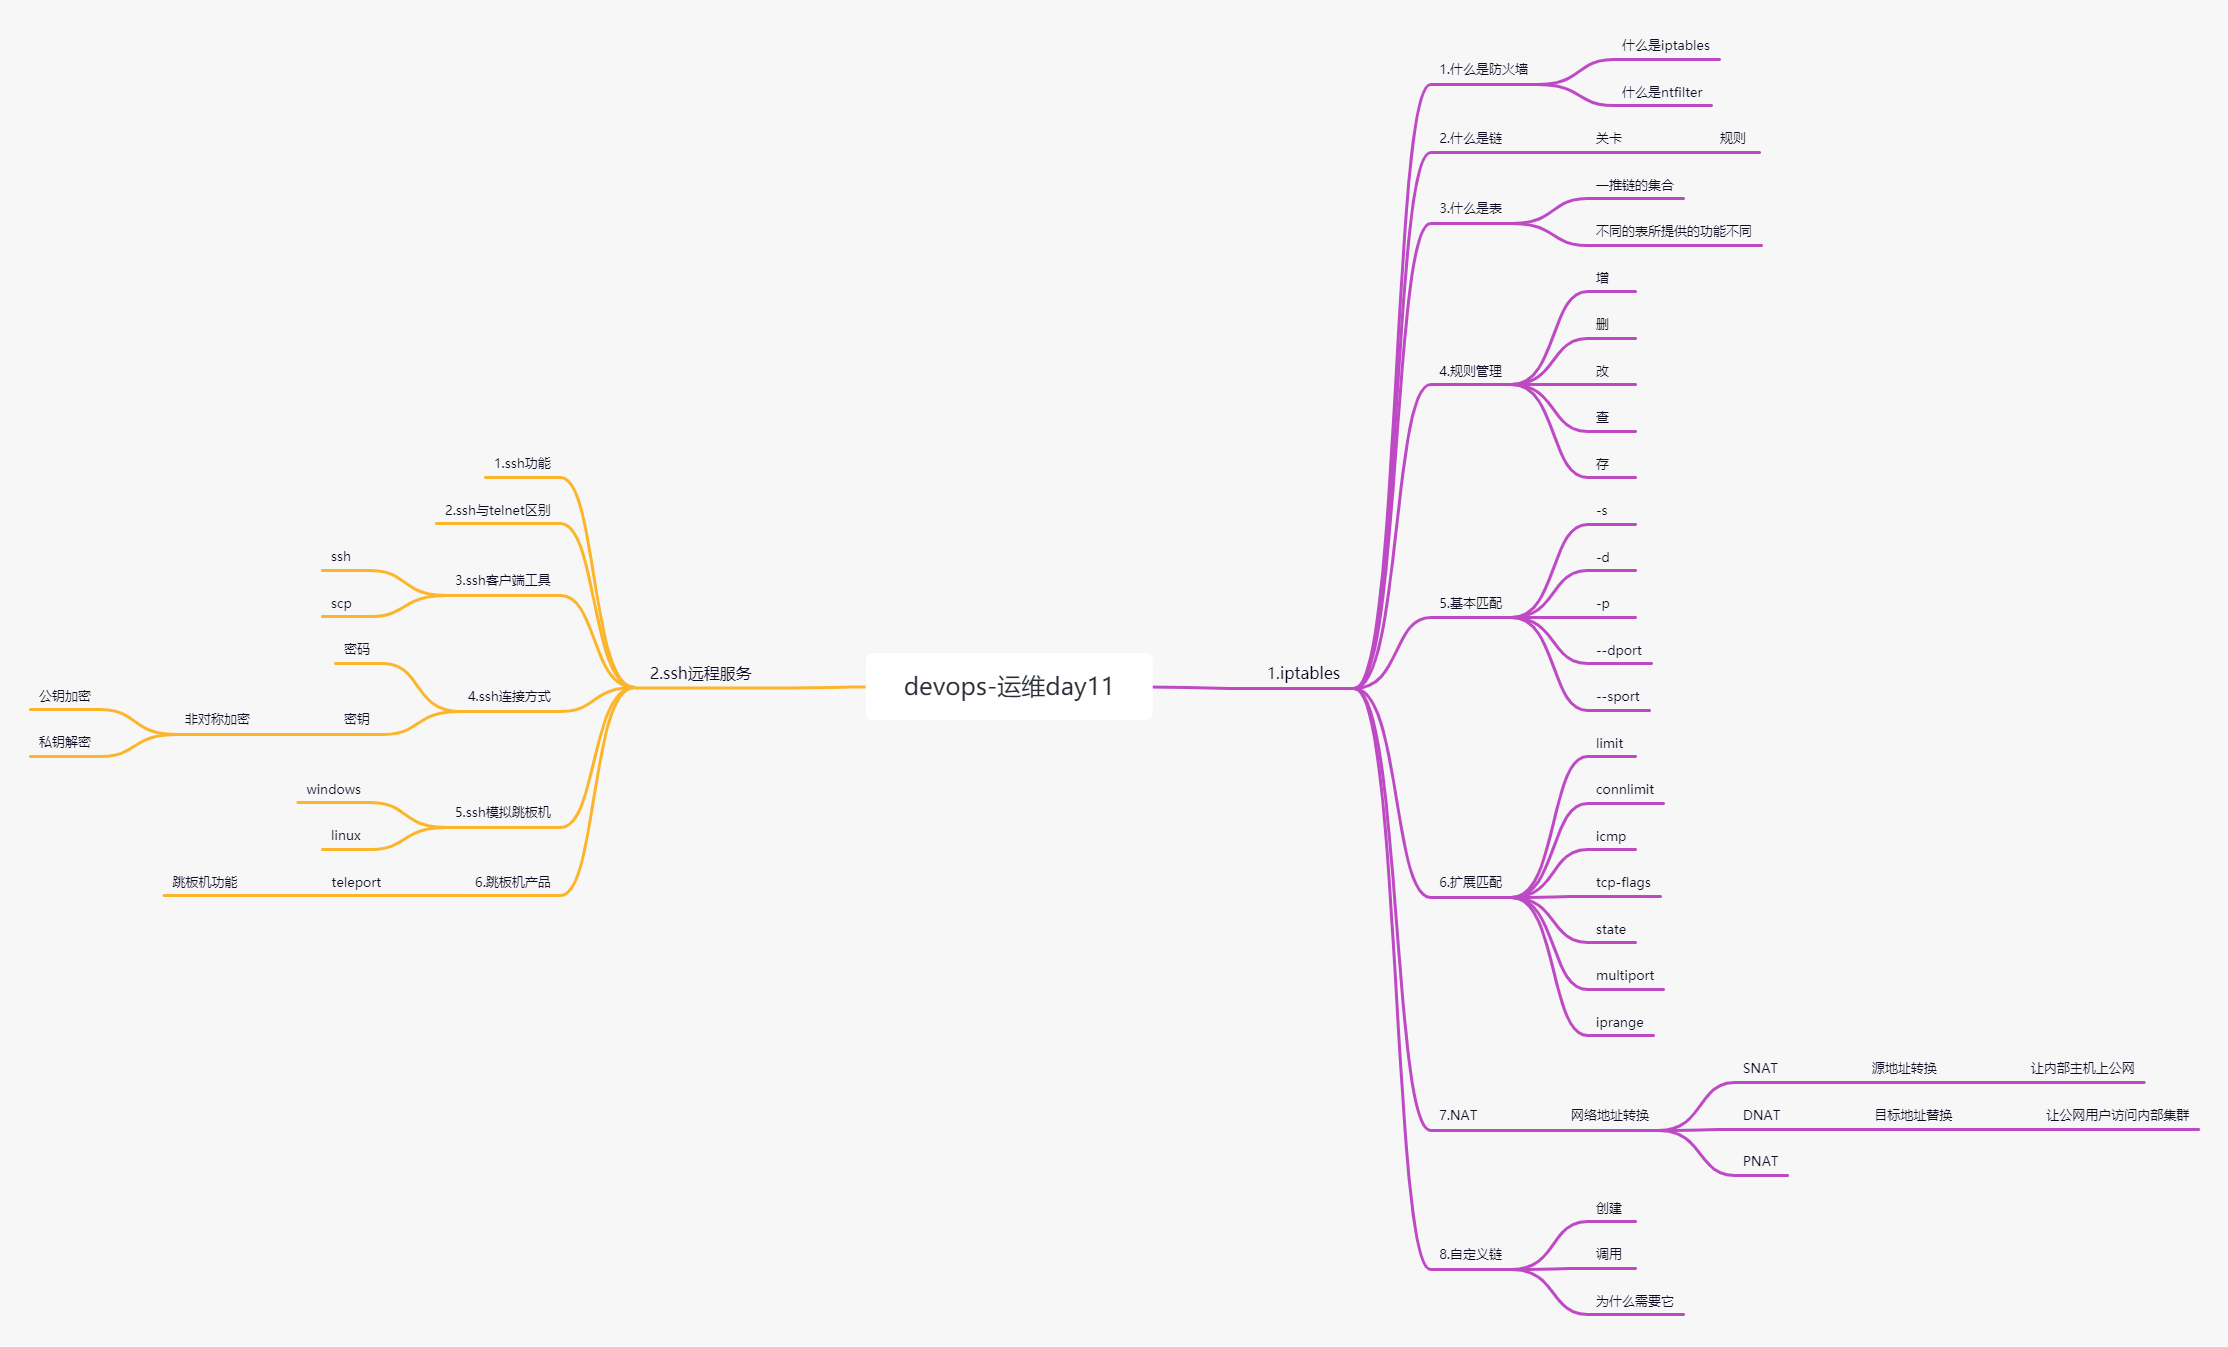 devops-运维day11
1.iptables
1.什么是防火墙
什么是iptables
什么是ntfilter
2.什么是链
关卡
规则
3.什么是表
一推链的集合
不同的表所提供的功能不同
4.规则管理
增
删
改
查
存
5.基本匹配
-s
-d
-p
--dport
--sport
6.扩展匹配
limit
connlimit
icmp
tcp-flags
state
multiport
iprange
7.NAT
网络地址转换
SNAT
源地址转换
让内部主机上公网
DNAT
目标地址替换
让公网用户访问内部集群
PNAT
8.自定义链
创建
调用
为什么需要它
2.ssh远程服务
1.ssh功能
2.ssh与telnet区别
3.ssh客户端工具
ssh
scp
4.ssh连接方式
密码
密钥
非对称加密
公钥加密
私钥解密
5.ssh模拟跳板机
windows
linux
6.跳板机产品
teleport
跳板机功能